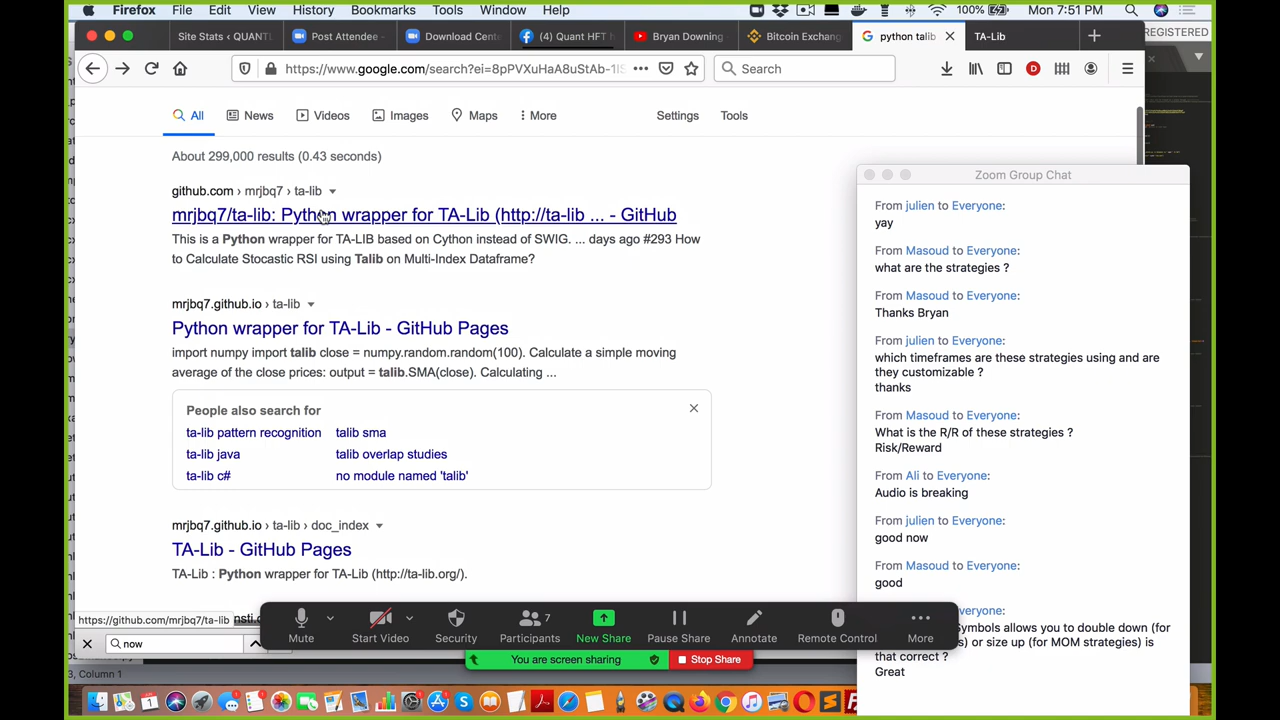 Firefox File Edit View History Bookmarks Tools Window Help 100% Mon 7:51 PM
Site Stats ‹ QUANT Post Attendee - Download Cente (4) Quant HFT Bryan Downing Bitcoin Exchang python talib TA-Lib
REGISTERED
https://www.google.com/search?ei=8pPVXuHaA8uStAb-1IS Search
All News Videos Images Maps More Settings Tools
About 299,000 results (0.43 seconds)
github.com › mrjbq7 › ta-lib
mrjbq7/ta-lib: Python wrapper for TA-Lib (http://ta-lib ... - GitHub
This is a Python wrapper for TA-LIB based on Cython instead of SWIG. ... days ago #293 How
to Calculate Stocastic RSI using Talib on Multi-Index Dataframe?
mrjbq7.github.io › ta-lib
Python wrapper for TA-Lib - GitHub Pages
import numpy import talib close = numpy.random.random(100). Calculate a simple moving
average of the close prices: output = talib.SMA(close). Calculating ...
People also search for
ta-lib pattern recognition talib sma
ta-lib java talib overlap studies
ta-lib c# no module named 'talib'
mrjbq7.github.io › ta-lib › doc_index
TA-Lib - GitHub Pages
TA-Lib : Python wrapper for TA-Lib (http://ta-lib.org/).
https://github.com/mrjbq7/ta-lib
now
3, Column 1
Zoom Group Chat
From julien to Everyone:
yay
From Masoud to Everyone:
what are the strategies ?
From Masoud to Everyone:
Thanks Bryan
From julien to Everyone:
which timeframes are these strategies using and are
they customizable ?
thanks
From Masoud to Everyone:
What is the R/R of these strategies ?
Risk/Reward
From Ali to Everyone:
Audio is breaking
From julien to Everyone:
good now
From Masoud to Everyone:
good
veryone:
Symbols allows you to double down (for
s) or size up (for MOM strategies) is
that correct ?
Great
Mute Start Video Security Participants 7 New Share Pause Share Annotate Remote Control More
You are screen sharing Stop Share